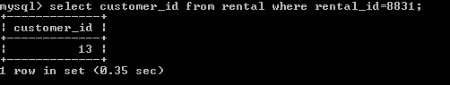 mysql> select customer_id from rental where rental_id=8831;
+-------------+
| customer_id |
+-------------+
|          13 |
+-------------+
1 row in set (0.35 sec)